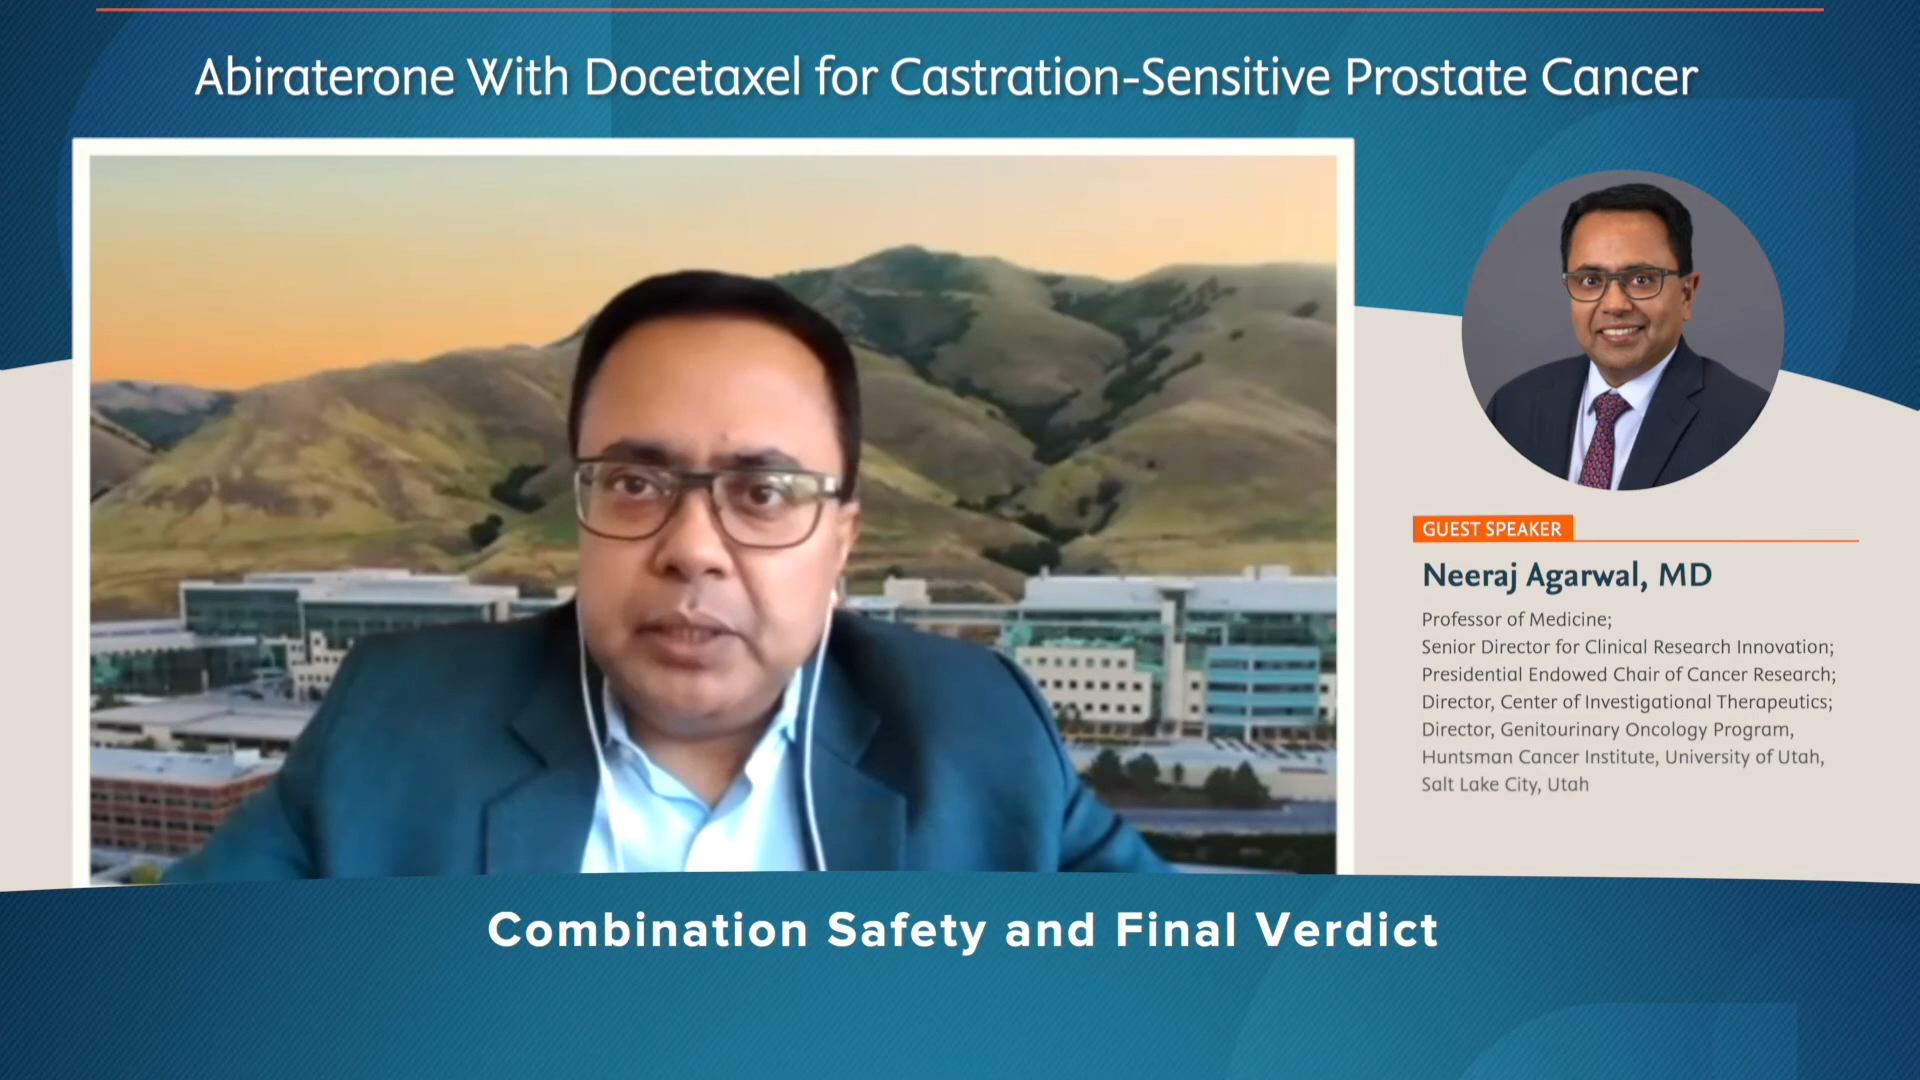 Abiraterone With Docetaxel for Castration-Sensitive Prostate Cancer
GUEST SPEAKER
Neeraj Agarwal, MD
Professor of Medicine;
Senior Director for Clinical Research Innovation;
Presidential Endowed Chair of Cancer Research;
Director, Center of Investigational Therapeutics;
Director, Genitourinary Oncology Program,
Huntsman Cancer Institute, University of Utah,
Salt Lake City, Utah
Combination Safety and Final Verdict